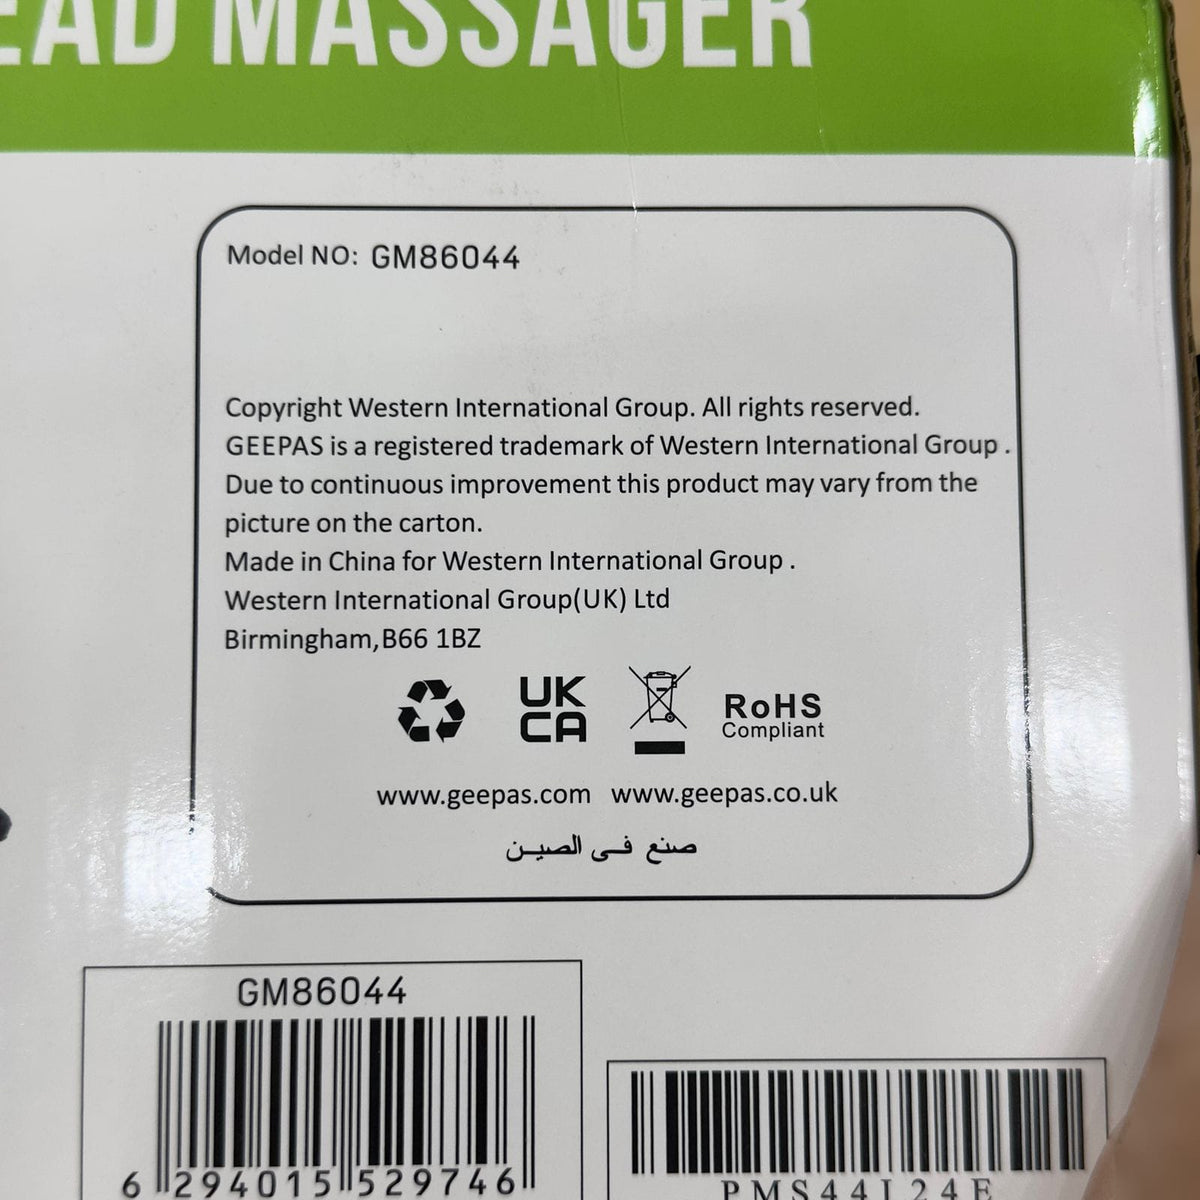 EAD MASSAGER
Model NO: GM86044
Copyright Western International Group. All rights reserved.
GEEPAS is a registered trademark of Western International Group .
Due to continuous improvement this product may vary from the
picture on the carton.
Made in China for Western International Group .
Western International Group(UK) Ltd
Birmingham,B66 1BZ
UK
CA
RoHS
Compliant
www.geepas.com www.geepas.co.uk
صنع فى الصين
GM86044
6 294015 529746